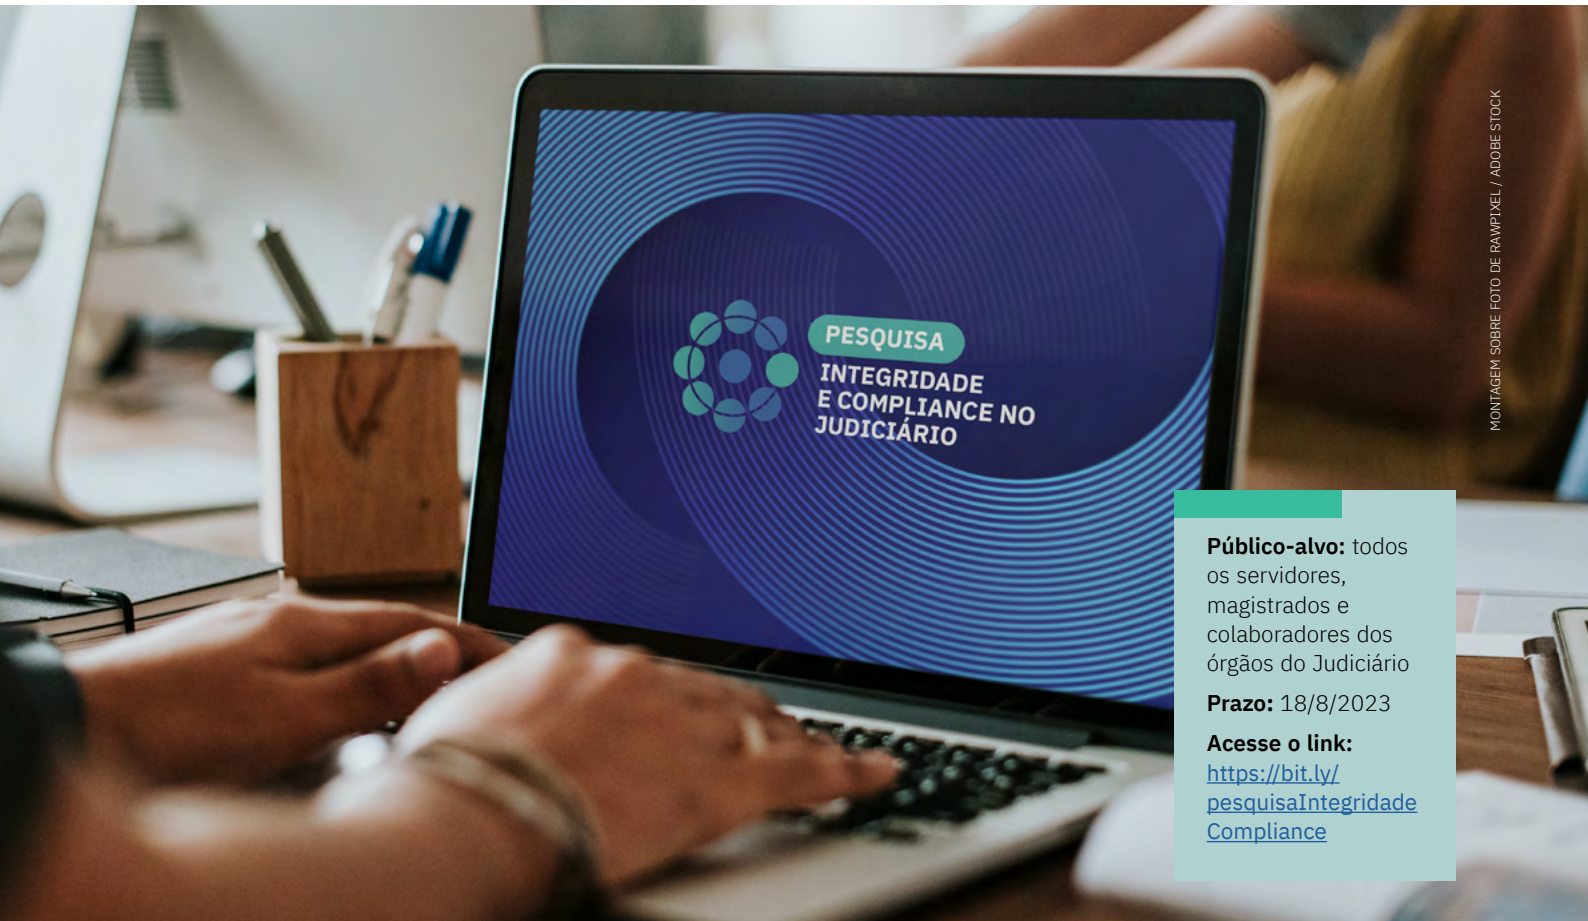 PESQUISA
INTEGRIDADE
E COMPLIANCE NO
JUDICIÁRIO
MONTAGEM SOBRE FOTO DE RAWPIXEL / ADOBE STOCK
Público-alvo: todos
os servidores,
magistrados e
colaboradores dos
órgãos do Judiciário
Prazo: 18/8/2023
Acesse o link:
https://bit.ly/
pesquisaIntegridade
Compliance